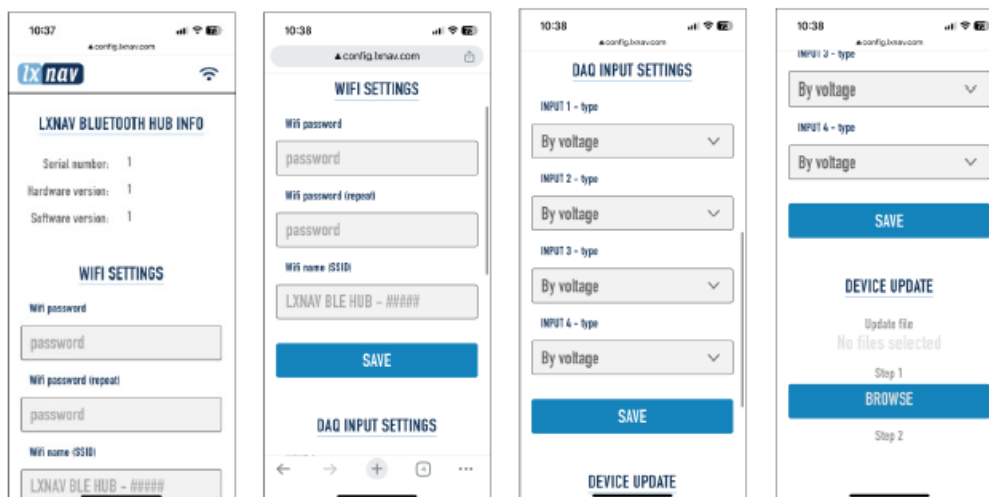 10:37
72
config.lxnav.com
lx nav
LXNAV BLUETOOTH HUB INFO
Serial number: 1
Hardware version: 1
Software version: 1
WIFI SETTINGS
Wifi password
password
Wifi password (repeat)
password
Wifi name (SSID)
LXNAV BLE HUB - #####
10:38
72
config.lxnav.com
WIFI SETTINGS
Wifi password
password
Wifi password (repeat)
password
Wifi name (SSID)
LXNAV BLE HUB - #####
SAVE
DAQ INPUT SETTINGS
10:38
72
config.lxnav.com
DAQ INPUT SETTINGS
INPUT 1 - type
By voltage
INPUT 2 - type
By voltage
INPUT 3 - type
By voltage
INPUT 4 - type
By voltage
SAVE
DEVICE UPDATE
10:38
72
config.lxnav.com
INPUT 3 - type
By voltage
INPUT 4 - type
By voltage
SAVE
DEVICE UPDATE
Update file
No files selected
Step 1
BROWSE
Step 2